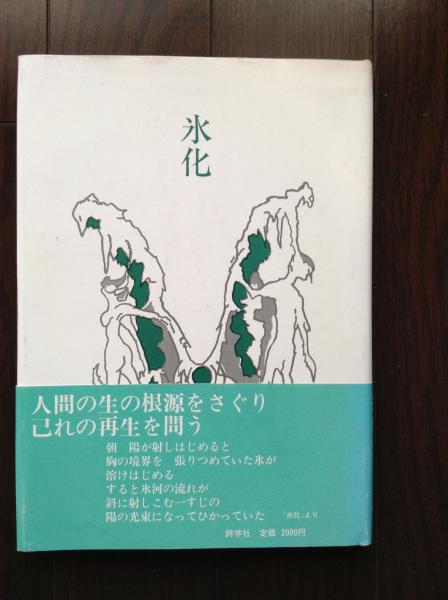 氷化
人間の生の根源をさぐり
己れの再生を問う
朝 陽が射しはじめると
胸の境界を 張りつめていた氷が
溶けはじめる
すると氷河の流れが
斜に射しこむ一すじの
陽の光束になってひかっていた 「氷化」より
詩学社 定価 2000円